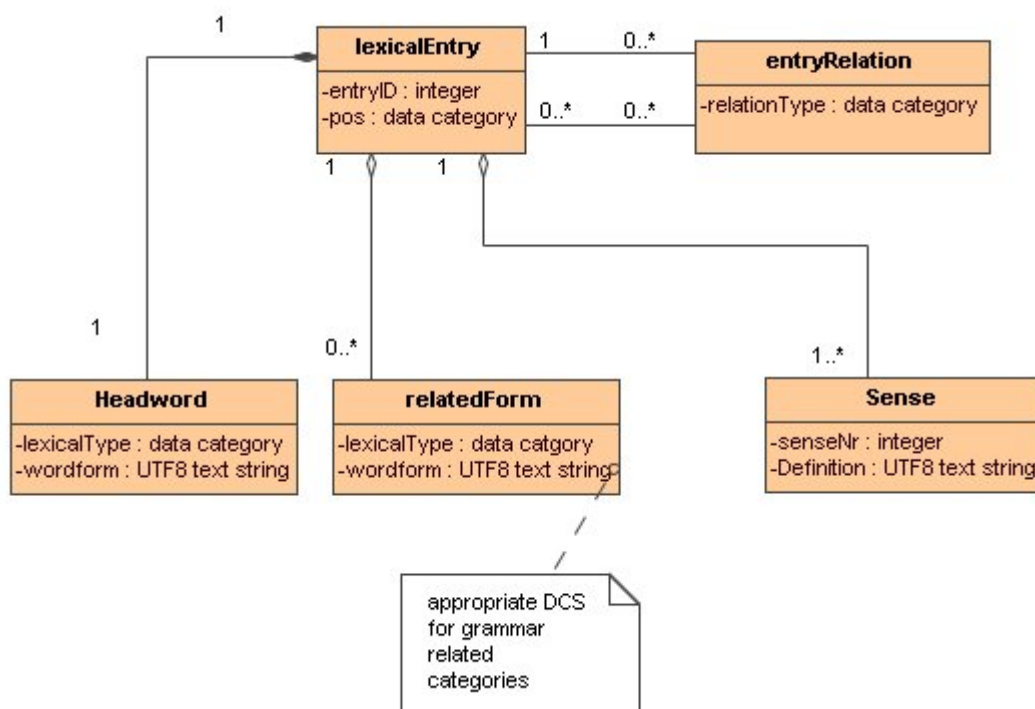 1
lexicalEntry
-entryID : integer
-pos : data category
1 0..*
0..* 0..*
entryRelation
-relationType : data category
1
1
1
0..*
1..*
Headword
-lexicalType : data category
-wordform : UTF8 text string
relatedForm
-lexicalType : data catgory
-wordform : UTF8 text string
Sense
-senseNr : integer
-Definition : UTF8 text string
appropriate DCS
for grammar
related
categories